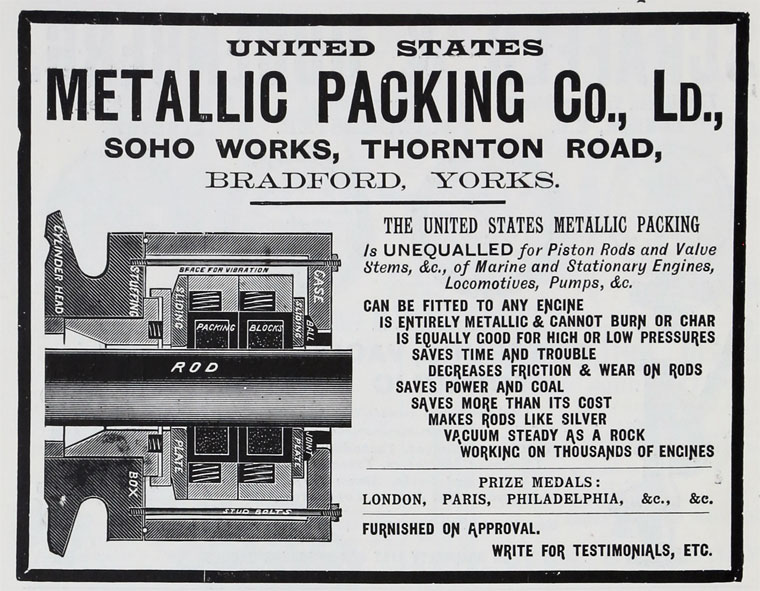 UNITED STATES
METALLIC PACKING CO., LD.,
SOHO WORKS, THORNTON ROAD,
BRADFORD, YORKS.
THE UNITED STATES METALLIC PACKING
Is UNEQUALLED for Piston Rods and Valve
Stems, &c., of Marine and Stationary Engines,
Locomotives, Pumps, &c.
CAN BE FITTED TO ANY ENGINE
IS ENTIRELY METALLIC & CANNOT BURN OR CHAR
IS EQUALLY GOOD FOR HIGH OR LOW PRESSURES
SAVES TIME AND TROUBLE
DECREASES FRICTION & WEAR ON RODS
SAVES POWER AND COAL
SAVES MORE THAN ITS COST
MAKES RODS LIKE SILVER
VACUUM STEADY AS A ROCK
WORKING ON THOUSANDS OF ENGINES
PRIZE MEDALS:
LONDON, PARIS, PHILADELPHIA, &c., &c.
FURNISHED ON APPROVAL.
WRITE FOR TESTIMONIALS, ETC.
CYLINDER HEAD
STUFFING
SPACE FOR VIBRATION
SLIDING
PACKING BLOCKS
SLIDING
BALL
CASE
ROD
BOX
PLATE
PLATE
JOINT
STUD BOLTS